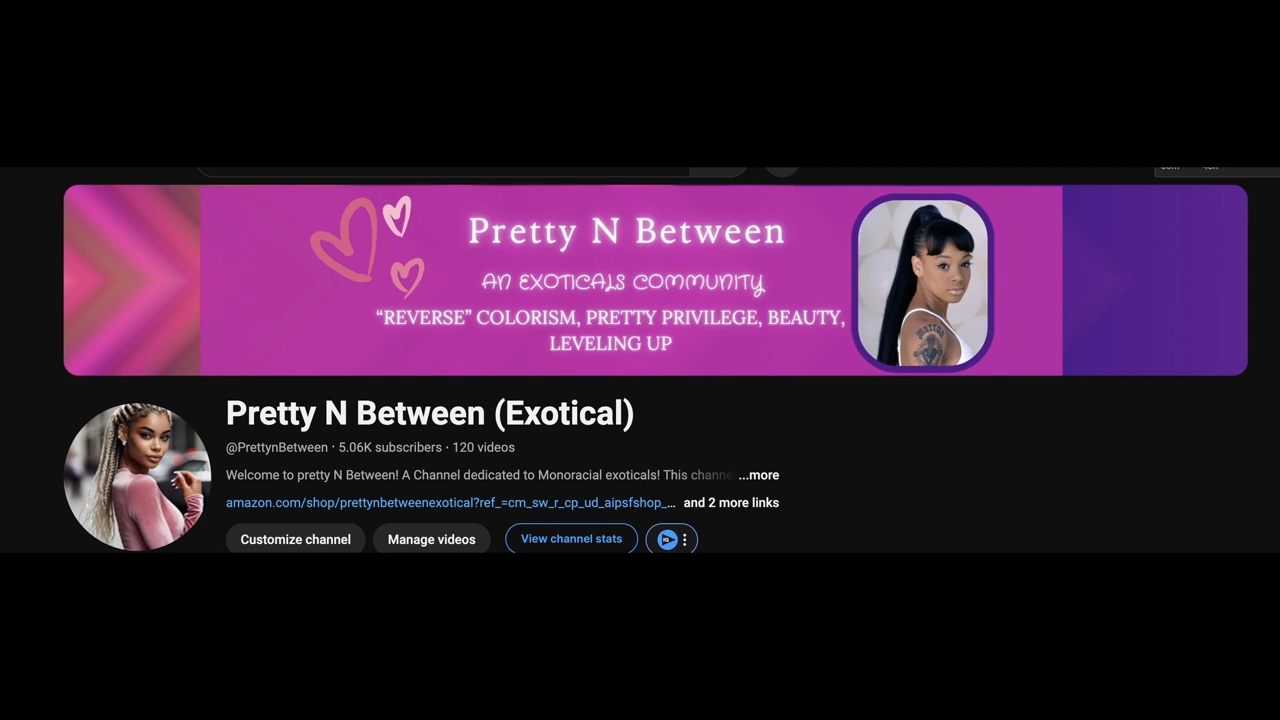 Pretty N Between
AN EXOTICALS COMMUNITY
“REVERSE” COLORISM, PRETTY PRIVILEGE, BEAUTY,
LEVELING UP
Pretty N Between (Exotical)
@PrettynBetween · 5.06K subscribers · 120 videos
Welcome to pretty N Between! A Channel dedicated to Monoracial exoticals! This channe ...more
amazon.com/shop/prettynbetweenexotical?ref_=cm_sw_r_cp_ud_aipsfshop_... and 2 more links
Customize channel Manage videos View channel stats